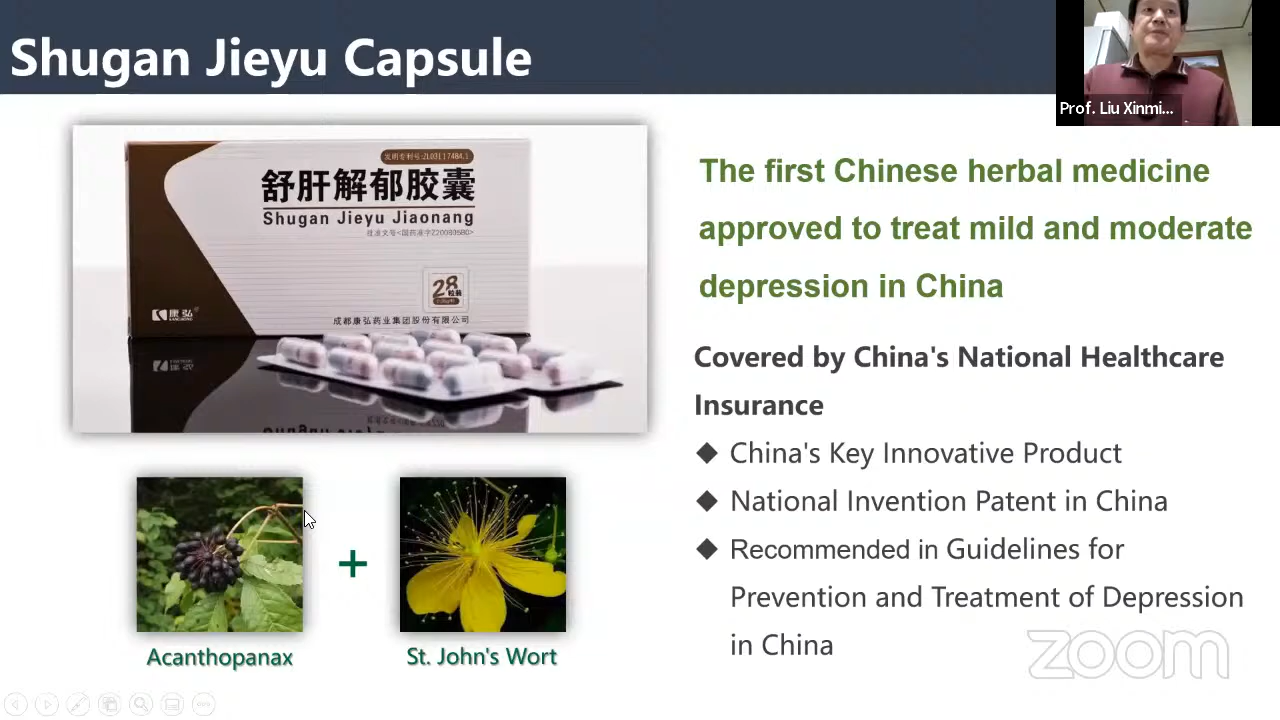 Shugan Jieyu Capsule
Prof. Liu Xinmi...
发明专利号:ZL03117484.1
舒肝解郁胶囊
Shugan Jieyu Jiaonang
28
粒装
康弘
KANGHONG
成都康弘药业集团股份有限公司
The first Chinese herbal medicine
approved to treat mild and moderate
depression in China
Covered by China's National Healthcare
Insurance
◆ China's Key Innovative Product
◆ National Invention Patent in China
◆ Recommended in Guidelines for
Prevention and Treatment of Depression
in China
+
Acanthopanax
St. John's Wort
zoom